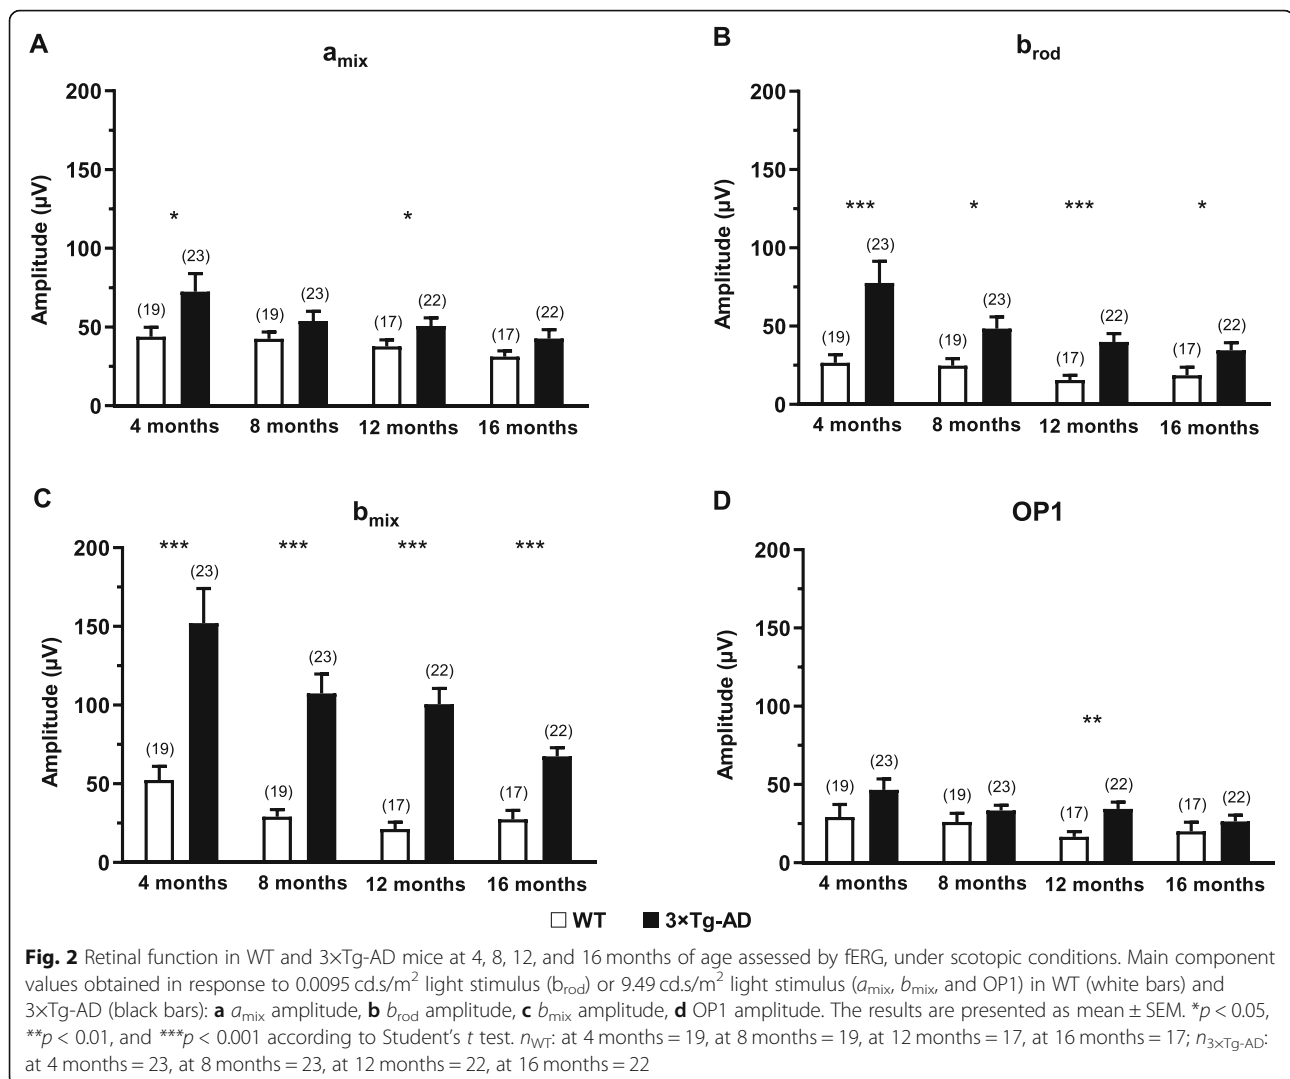 A
a_mix
Amplitude (µV)
200
150
100
50
0
*
*
(19)
(23)
(19)
(23)
(17)
(22)
(17)
(22)
4 months 8 months 12 months 16 months
B
b_rod
Amplitude (µV)
200
150
100
50
0
*** * *** *
(19)
(23)
(19)
(23)
(17)
(22)
(17)
(22)
4 months 8 months 12 months 16 months
C
b_mix
Amplitude (µV)
200
150
100
50
0
*** *** *** ***
(19)
(23)
(19)
(23)
(17)
(22)
(17)
(22)
4 months 8 months 12 months 16 months
D
OP1
Amplitude (µV)
200
150
100
50
0
**
(19)
(23)
(19)
(23)
(17)
(22)
(17)
(22)
4 months 8 months 12 months 16 months
WT 3×Tg-AD
Fig. 2 Retinal function in WT and 3×Tg-AD mice at 4, 8, 12, and 16 months of age assessed by fERG, under scotopic conditions. Main component
values obtained in response to 0.0095 cd.s/m² light stimulus (b_rod) or 9.49 cd.s/m² light stimulus (a_mix, b_mix, and OP1) in WT (white bars) and
3×Tg-AD (black bars): a a_mix amplitude, b b_rod amplitude, c b_mix amplitude, d OP1 amplitude. The results are presented as mean ± SEM. *p < 0.05,
**p < 0.01, and ***p < 0.001 according to Student's t test. n_WT: at 4 months = 19, at 8 months = 19, at 12 months = 17, at 16 months = 17; n_3×Tg-AD:
at 4 months = 23, at 8 months = 23, at 12 months = 22, at 16 months = 22